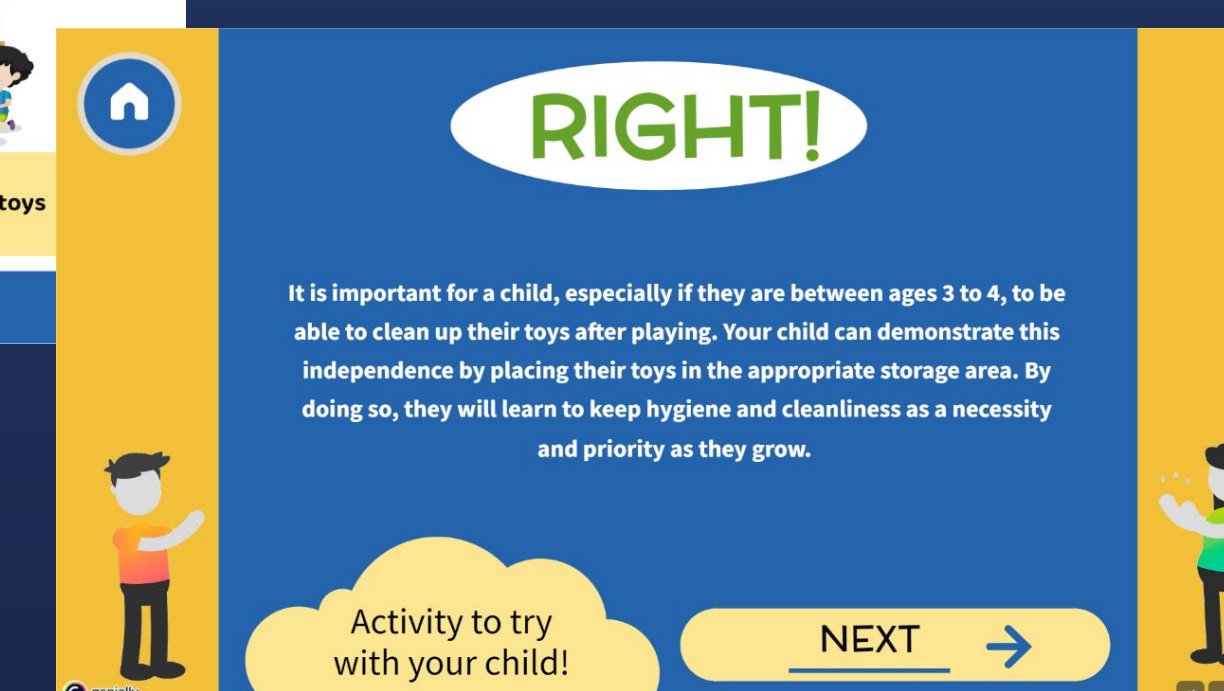 RIGHT!
toys
It is important for a child, especially if they are between ages 3 to 4, to be
able to clean up their toys after playing. Your child can demonstrate this
independence by placing their toys in the appropriate storage area. By
doing so, they will learn to keep hygiene and cleanliness as a necessity
and priority as they grow.
Activity to try
with your child!
NEXT
genially